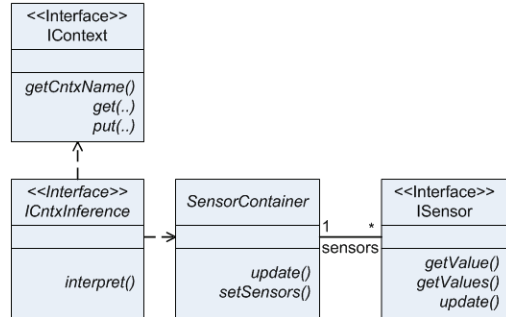 <<Interface>>
IContext
getCntxName()
get(..)
put(..)
<<Interface>>
ICntxInference
interpret()
SensorContainer
update()
setSensors()
1
*
sensors
<<Interface>>
ISensor
getValue()
getValues()
update()